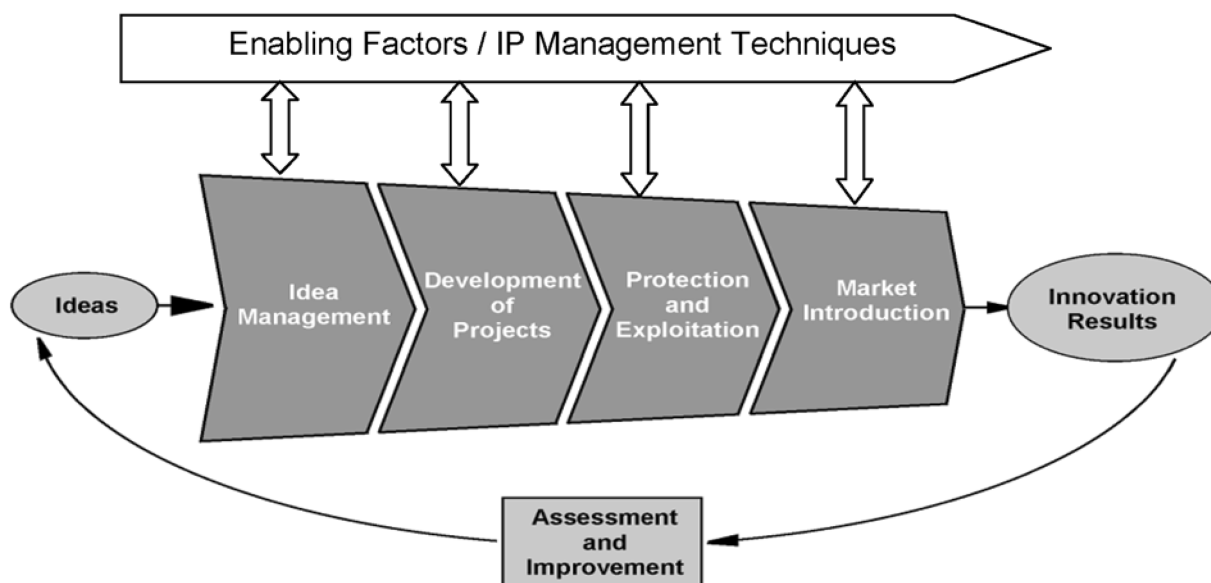 Enabling Factors / IP Management Techniques
Ideas
Idea
Management
Development
of
Projects
Protection
and
Exploitation
Market
Introduction
Innovation
Results
Assessment
and
Improvement